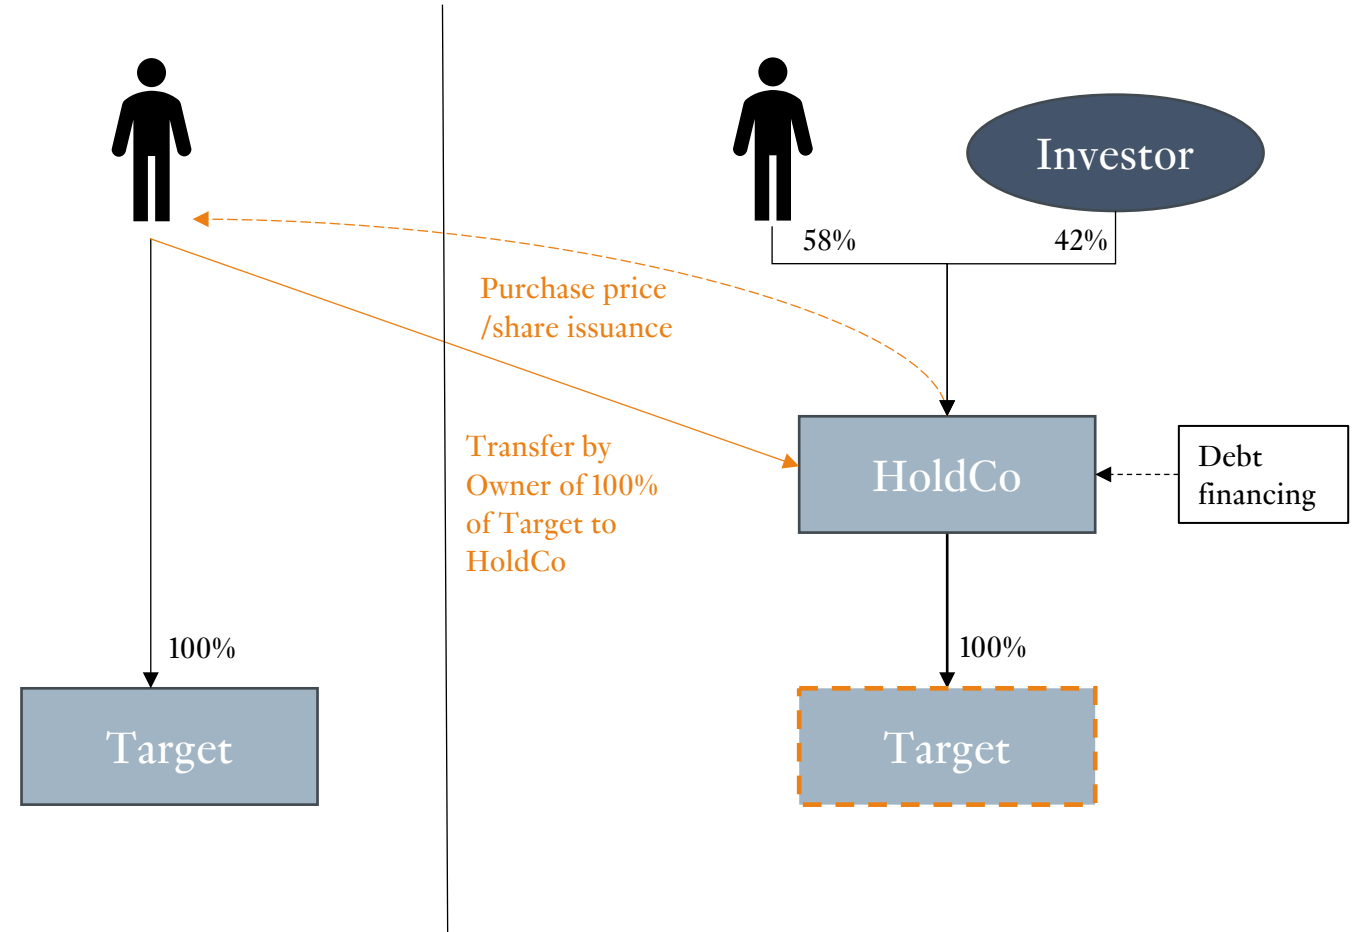 Investor
58%
42%
Purchase price
/share issuance
Transfer by
Owner of 100%
of Target to
HoldCo
HoldCo
Debt
financing
100%
100%
Target
Target